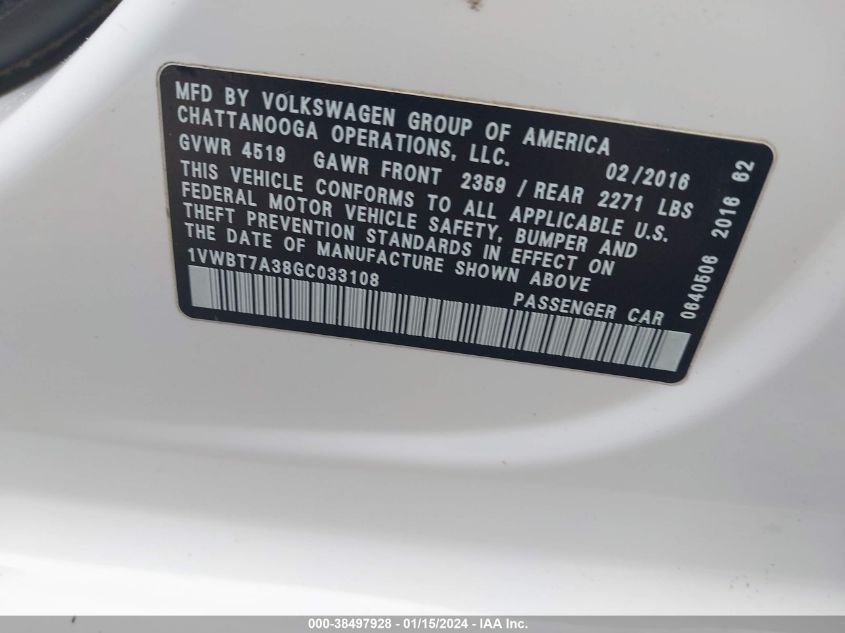 MFD BY VOLKSWAGEN GROUP OF AMERICA
CHATTANOOGA OPERATIONS, LLC.
02/2016
GVWR 4519 GAWR FRONT 2359 / REAR 2271 LBS
THIS VEHICLE CONFORMS TO ALL APPLICABLE U.S.
FEDERAL MOTOR VEHICLE SAFETY, BUMPER AND
THEFT PREVENTION STANDARDS IN EFFECT ON
THE DATE OF MANUFACTURE SHOWN ABOVE
1VWBT7A38GC033108
PASSENGER CAR
0840506 2016 62
000-38497928 - 01/15/2024 - IAA Inc.